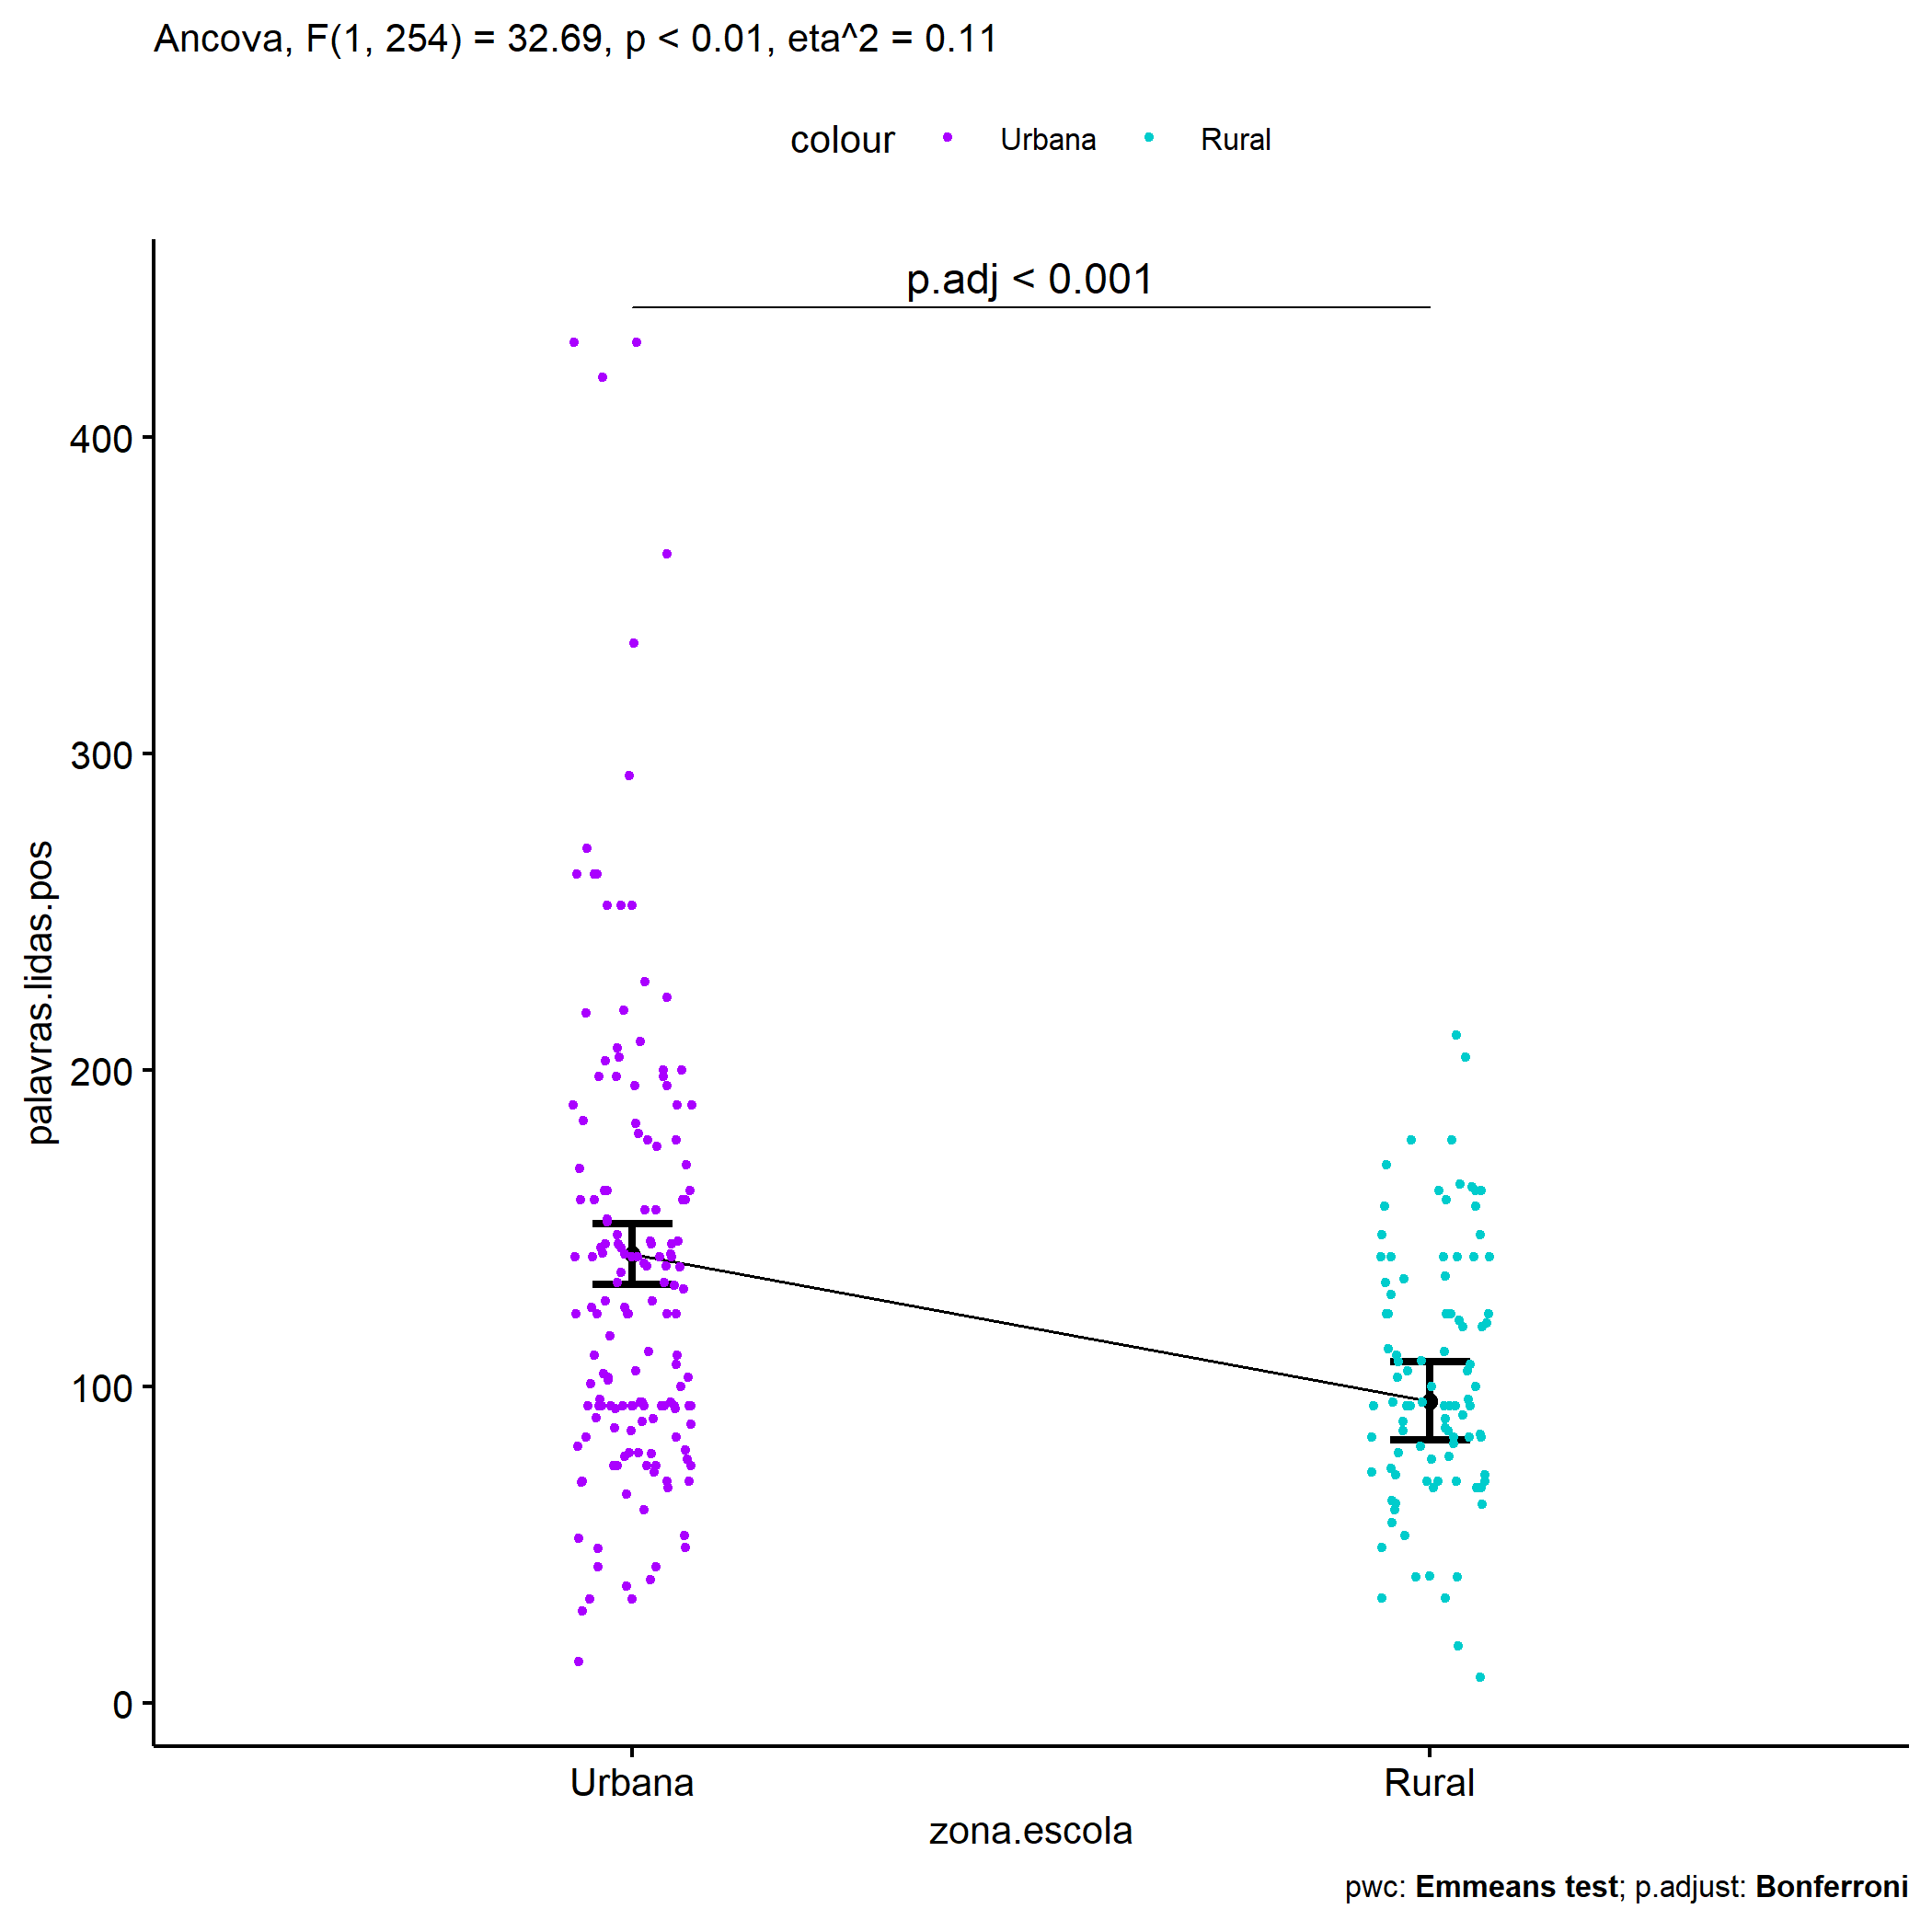 Ancova, F(1, 254) = 32.69, p < 0.01, eta^2 = 0.11
colour Urbana Rural
p.adj < 0.001
400
300
200
100
0
palavras.lidas.pos
Urbana Rural
zona.escola
pwc: Emmeans test; p.adjust: Bonferroni